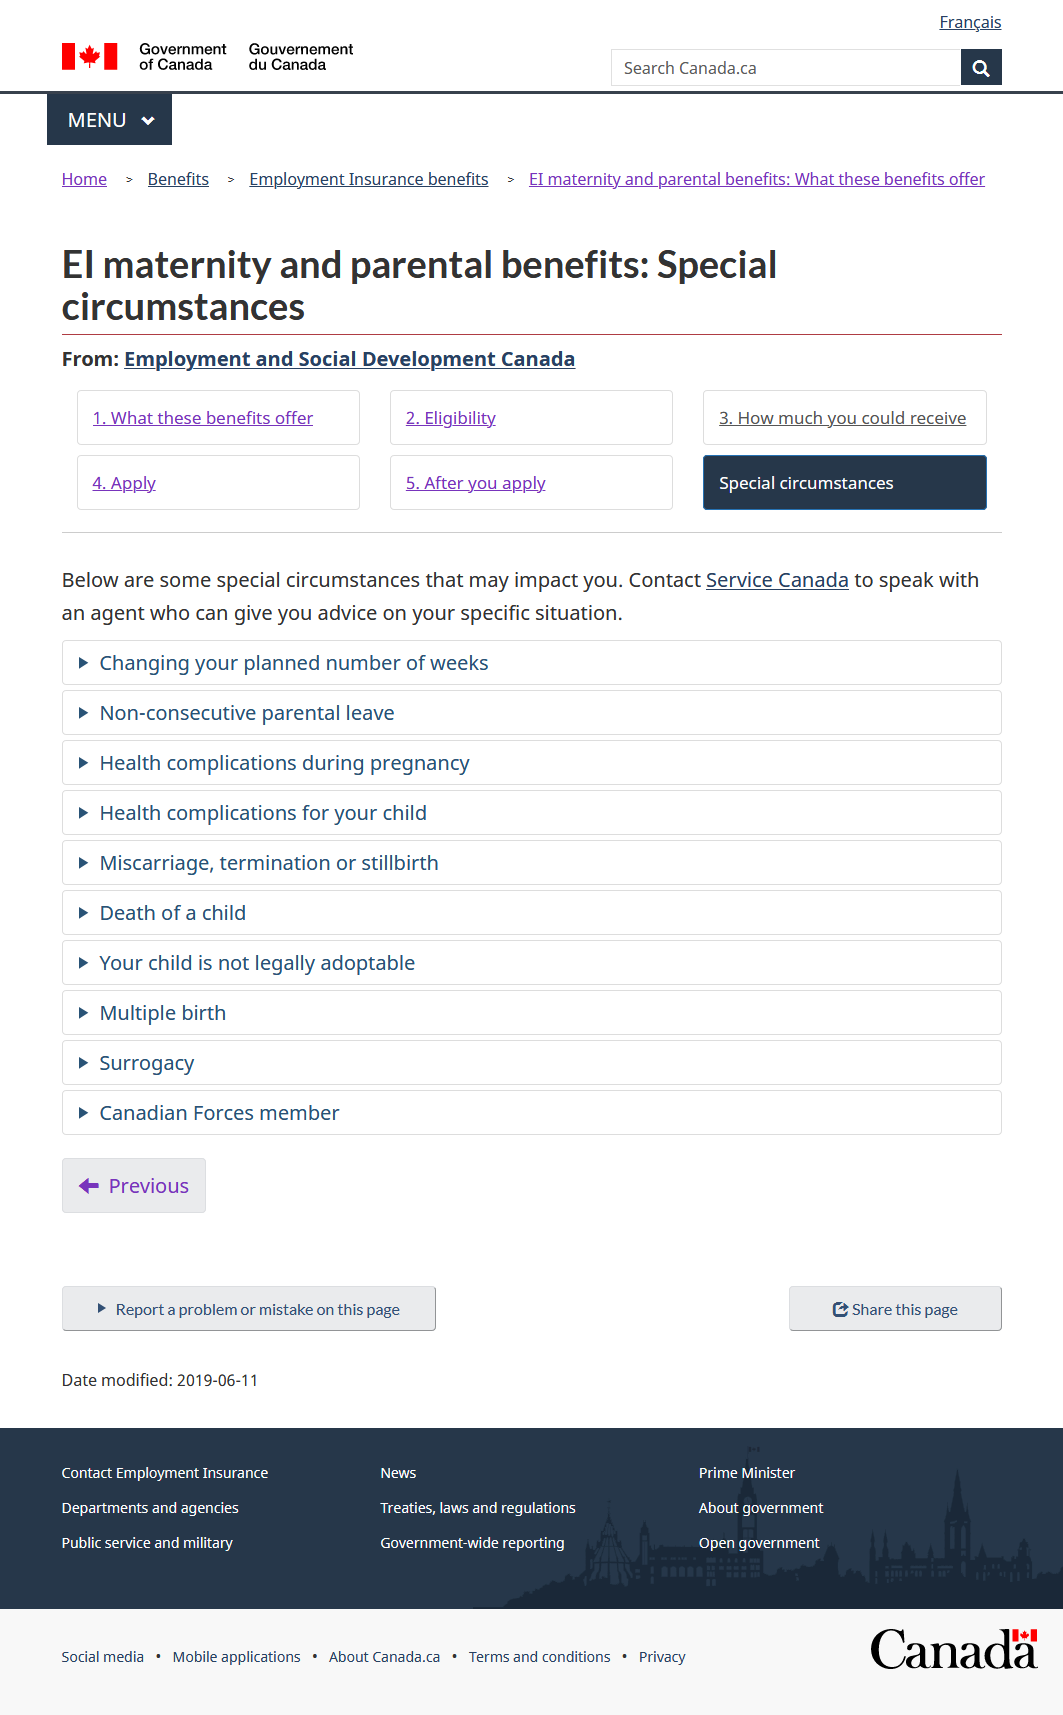 Français
Government of Canada
Gouvernement du Canada
Search Canada.ca
MENU
Home > Benefits > Employment Insurance benefits > EI maternity and parental benefits: What these benefits offer
EI maternity and parental benefits: Special
circumstances
From: Employment and Social Development Canada
1. What these benefits offer
2. Eligibility
3. How much you could receive
4. Apply
5. After you apply
Special circumstances
Below are some special circumstances that may impact you. Contact Service Canada to speak with
an agent who can give you advice on your specific situation.
Changing your planned number of weeks
Non-consecutive parental leave
Health complications during pregnancy
Health complications for your child
Miscarriage, termination or stillbirth
Death of a child
Your child is not legally adoptable
Multiple birth
Surrogacy
Canadian Forces member
Previous
Report a problem or mistake on this page
Share this page
Date modified: 2019-06-11
Contact Employment Insurance
News
Prime Minister
Departments and agencies
Treaties, laws and regulations
About government
Public service and military
Government-wide reporting
Open government
Social media • Mobile applications • About Canada.ca • Terms and conditions • Privacy
Canada